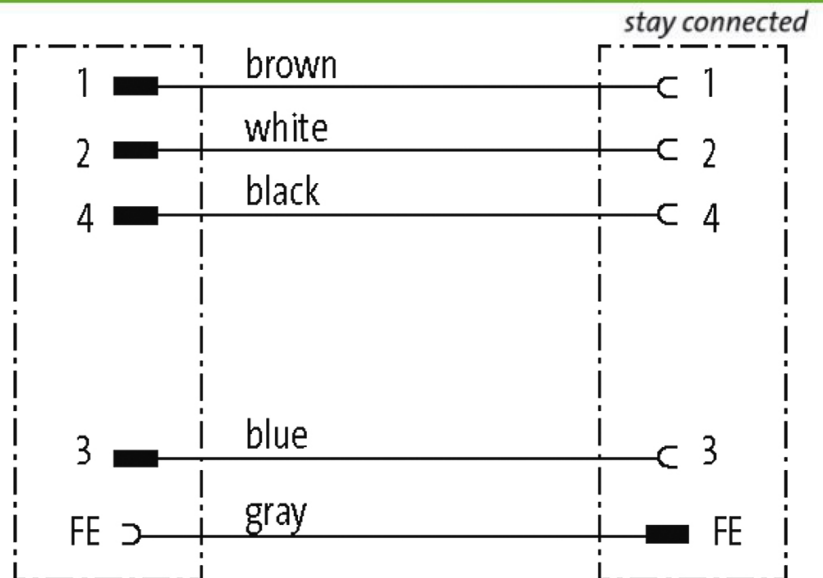 stay connected
1 brown 1
2 white 2
4 black 4
3 blue 3
FE gray FE